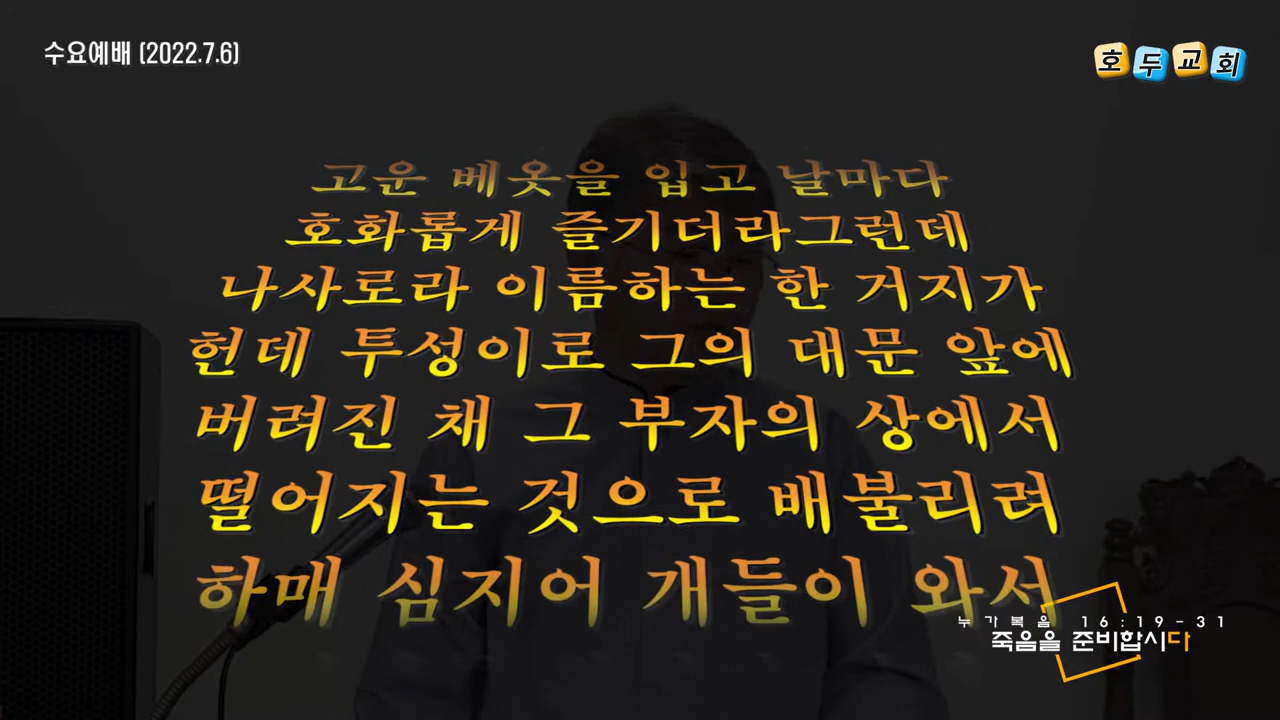 수요예배 (2022.7.6)
호두교회
고운 베옷을 입고 날마다
호화롭게 즐기더라그런데
나사로라 이름하는 한 거지가
헌데 투성이로 그의 대문 앞에
버려진 채 그 부자의 상에서
떨어지는 것으로 배불리려
하매 심지어 개들이 와서
누가복음 16:19-31
죽음을 준비합시다